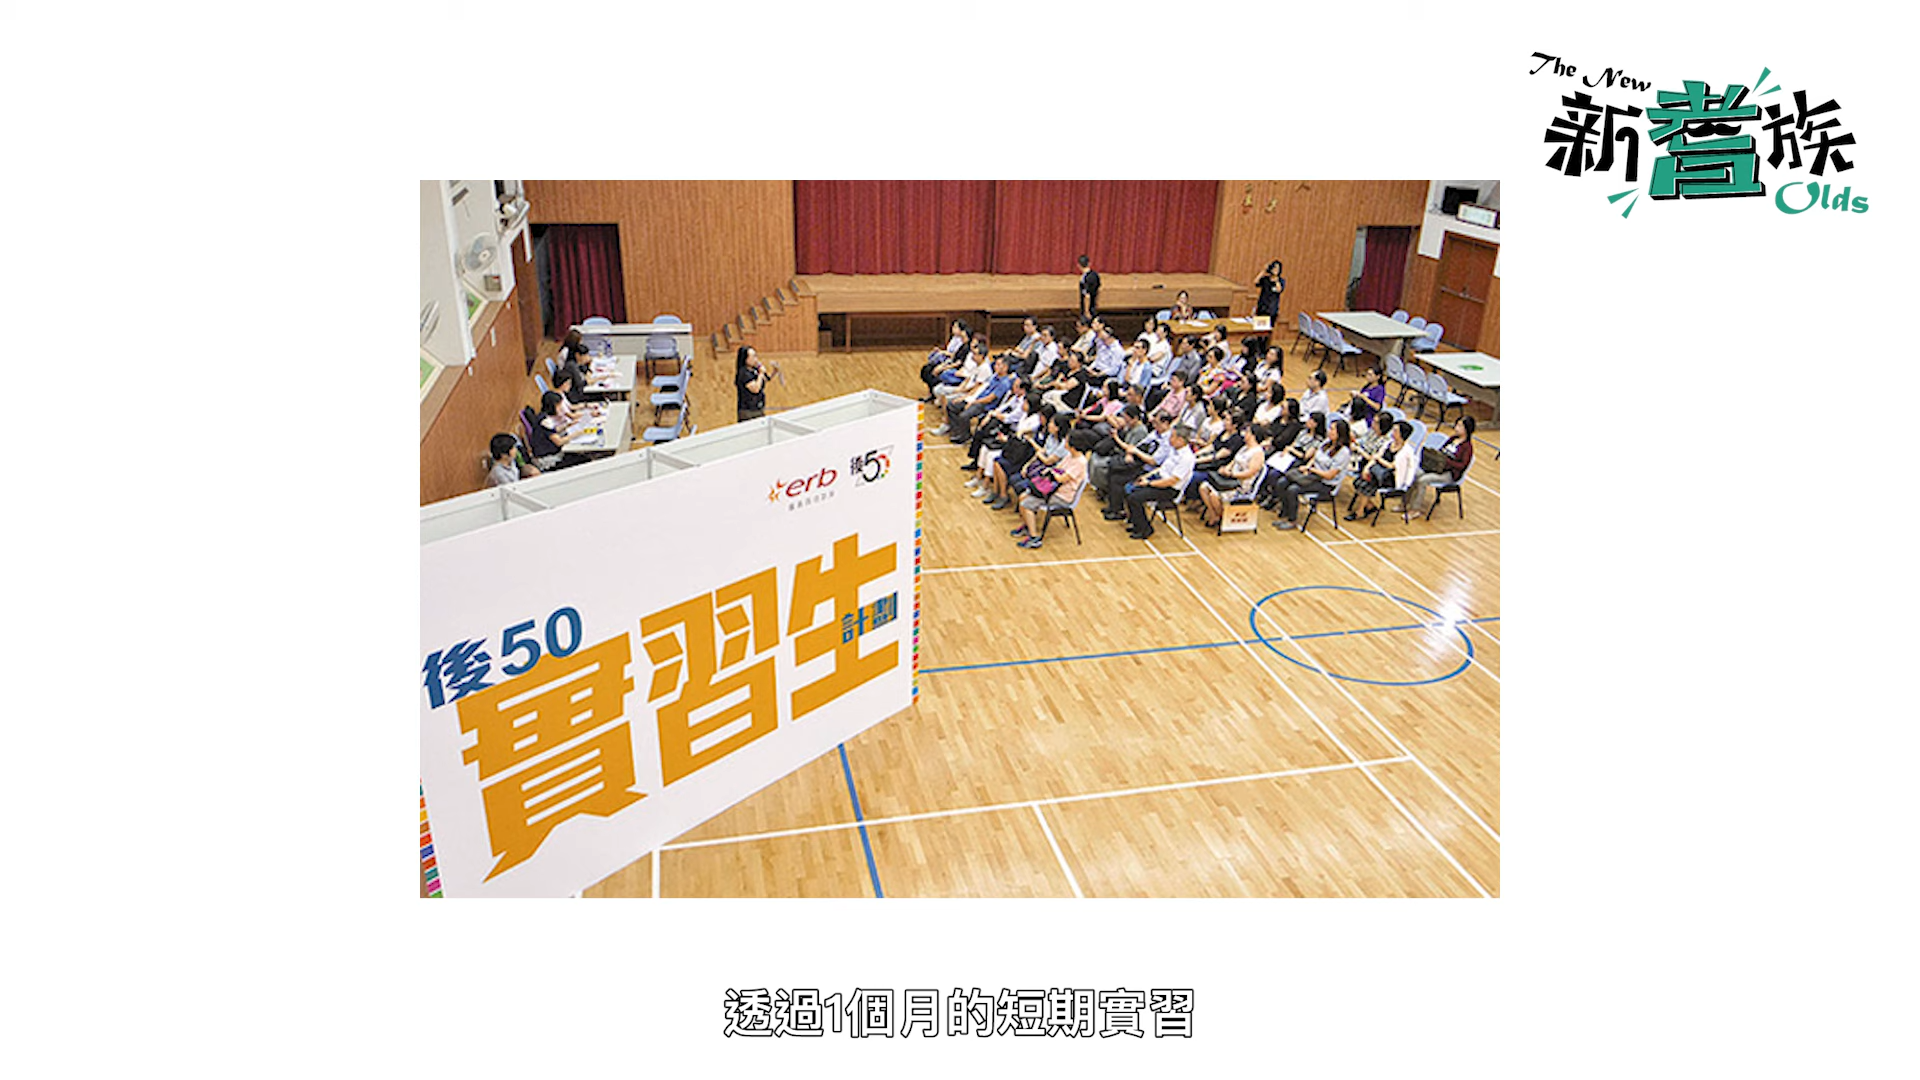 The New
新耆族
Olds
erb
後50
後50
實習生
計劃
透過1個月的短期實習